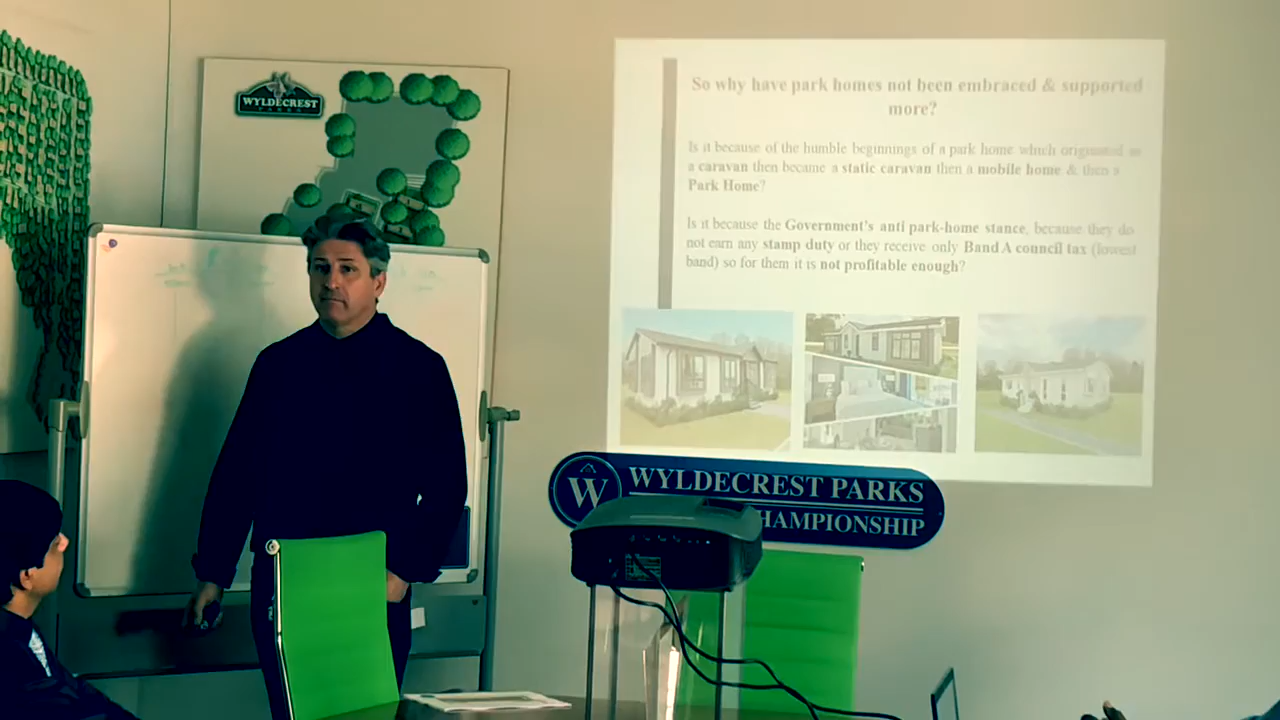 WYLDECREST
PARKS
So why have park homes not been embraced & supported
more?
Is it because of the humble beginnings of a park home which originated as
a caravan then became a static caravan then a mobile home & then a
Park Home?
Is it because the Government's anti park-home stance, because they do
not earn any stamp duty or they receive only Band A council tax (lowest
band) so for them it is not profitable enough?
W
WYLDECREST PARKS
HAMPIONSHIP